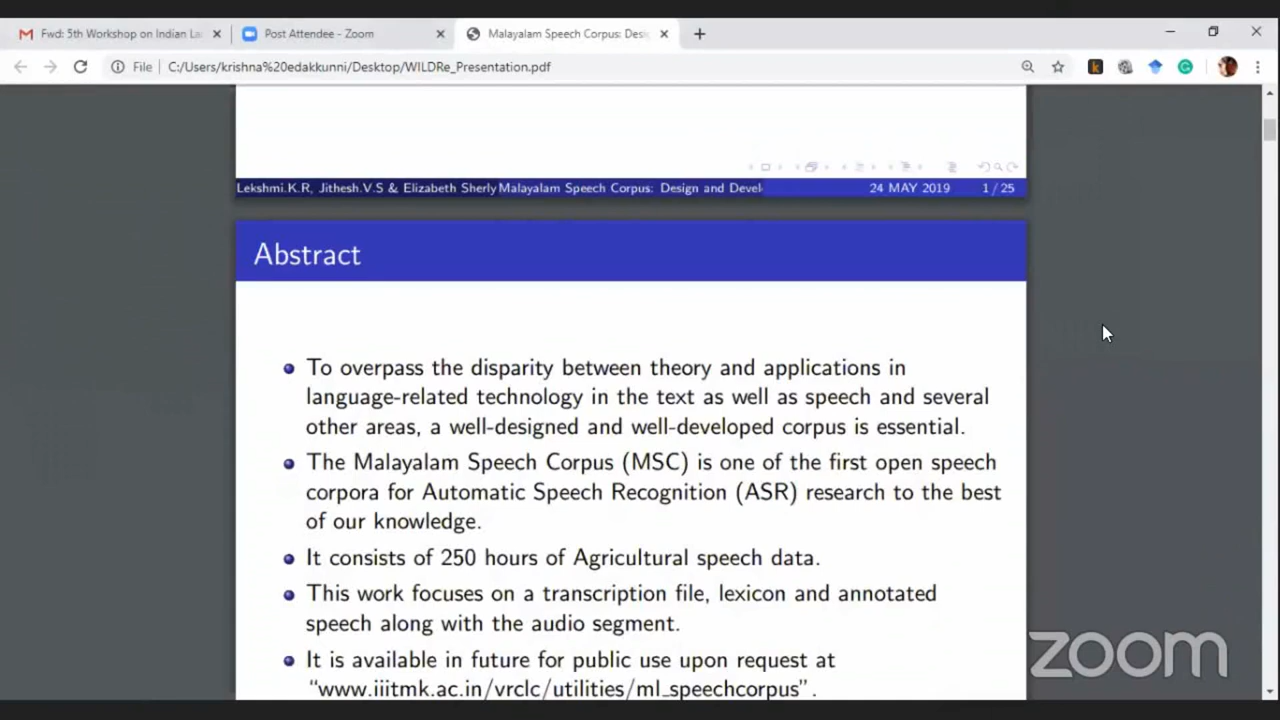 Fwd: 5th Workshop on Indian La
Post Attendee - Zoom
Malayalam Speech Corpus: Desi
File
C:/Users/krishna%20edakkunni/Desktop/WILDRe_Presentation.pdf
Lekshmi.K.R, Jithesh.V.S & Elizabeth Sherly Malayalam Speech Corpus: Design and Devel
24 MAY 2019
1 / 25
Abstract
To overpass the disparity between theory and applications in
language-related technology in the text as well as speech and several
other areas, a well-designed and well-developed corpus is essential.
The Malayalam Speech Corpus (MSC) is one of the first open speech
corpora for Automatic Speech Recognition (ASR) research to the best
of our knowledge.
It consists of 250 hours of Agricultural speech data.
This work focuses on a transcription file, lexicon and annotated
speech along with the audio segment.
It is available in future for public use upon request at
“www.iiitmk.ac.in/vrclc/utilities/ml_speechcorpus”.
zoom